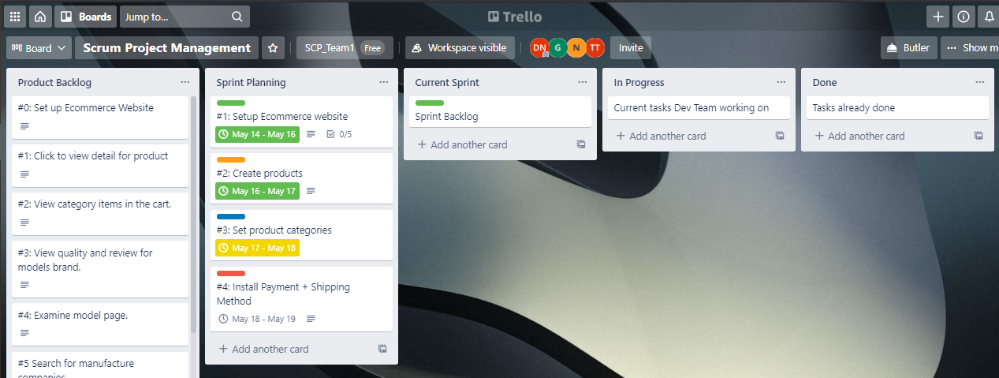 Boards
Jump to...
Trello
Board
Scrum Project Management
SCP_Team1
Free
Workspace visible
DN
G
N
TT
Invite
Butler
Show m
Product Backlog
#0: Set up Ecommerce Website
#1: Click to view detail for product
#2: View category items in the cart.
#3: View quality and review for
models brand.
#4: Examine model page.
#5 Search for manufacture
companies
Sprint Planning
#1: Setup Ecommerce website
May 14 - May 16
0/5
#2: Create products
May 16 - May 17
#3: Set product categories
May 17 - May 18
#4: Install Payment + Shipping
Method
May 18 - May 19
+ Add another card
Current Sprint
Sprint Backlog
+ Add another card
In Progress
Current tasks Dev Team working on
+ Add another card
Done
Tasks already done
+ Add another card